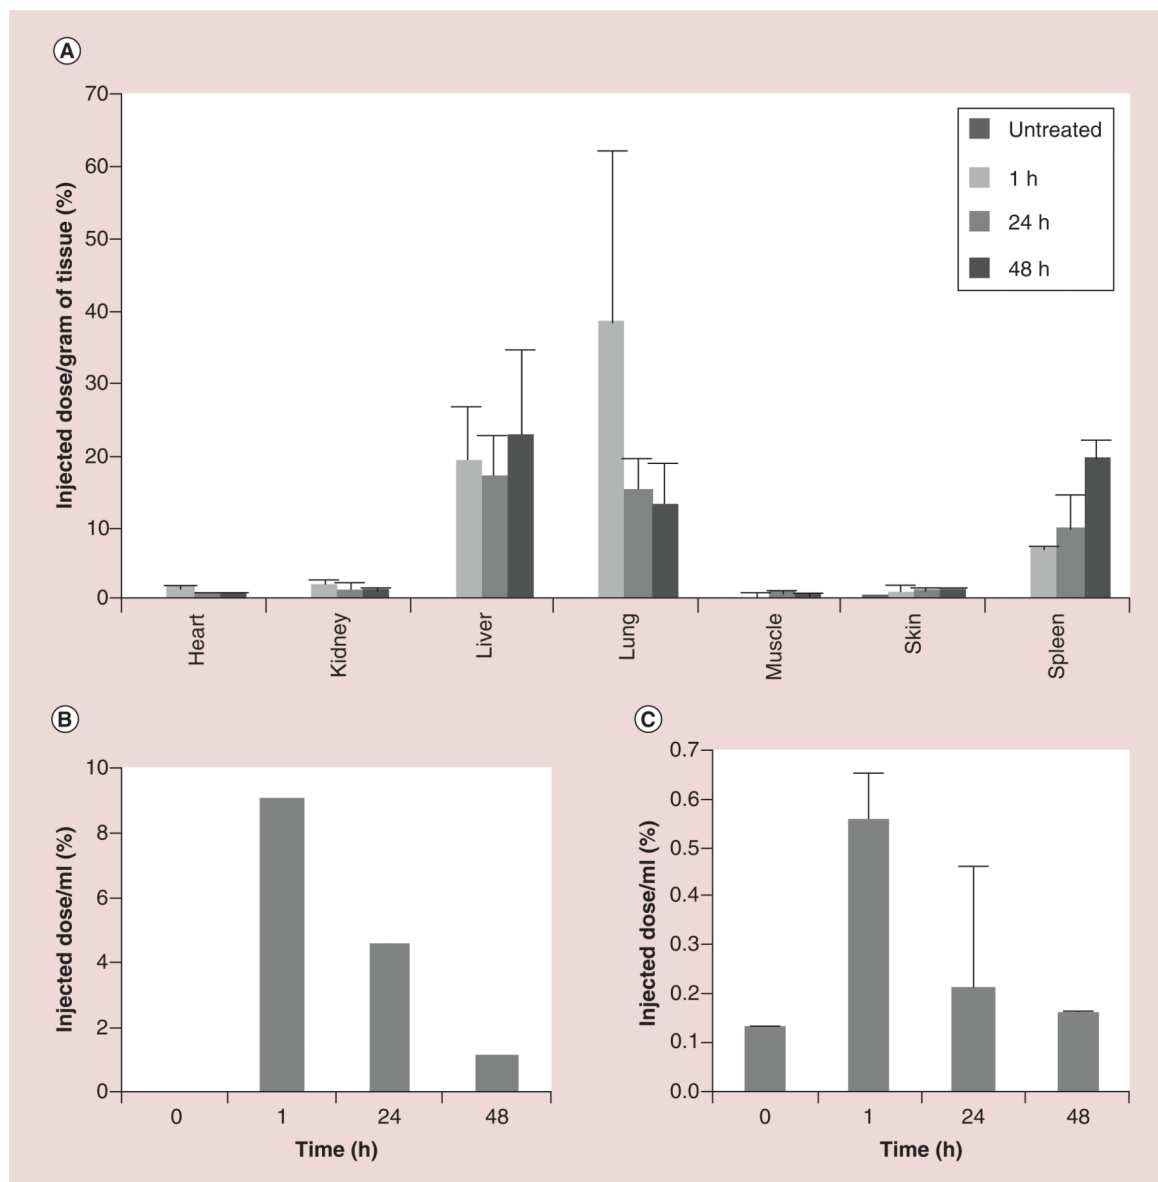 A
Injected dose/gram of tissue (%)
70
60
50
40
30
20
10
0
Untreated
1 h
24 h
48 h
Heart
Kidney
Liver
Lung
Muscle
Skin
Spleen
B
Injected dose/ml (%)
10
8
6
4
2
0
0 1 24 48
Time (h)
C
Injected dose/ml (%)
0.7
0.6
0.5
0.4
0.3
0.2
0.1
0.0
0 1 24 48
Time (h)